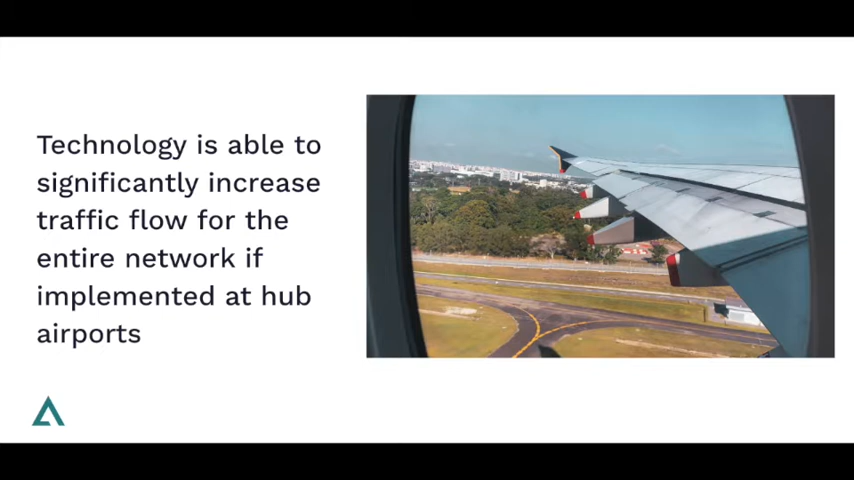 Technology is able to
significantly increase
traffic flow for the
entire network if
implemented at hub
airports